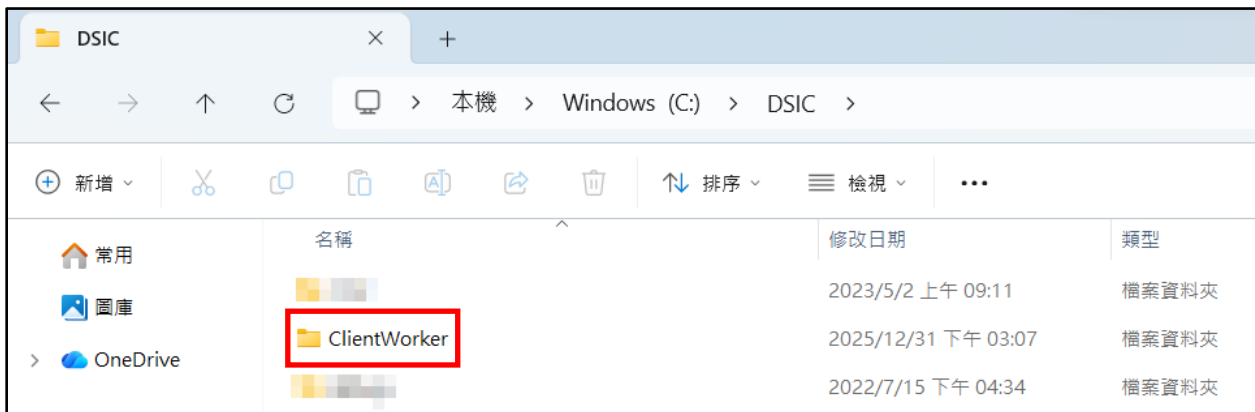 DSIC
本機 > Windows (C:) > DSIC >
新增 排序 檢視 ...
名稱 修改日期 類型
常用
圖庫
OneDrive
2023/5/2 上午 09:11 檔案資料夾
ClientWorker 2025/12/31 下午 03:07 檔案資料夾
2022/7/15 下午 04:34 檔案資料夾